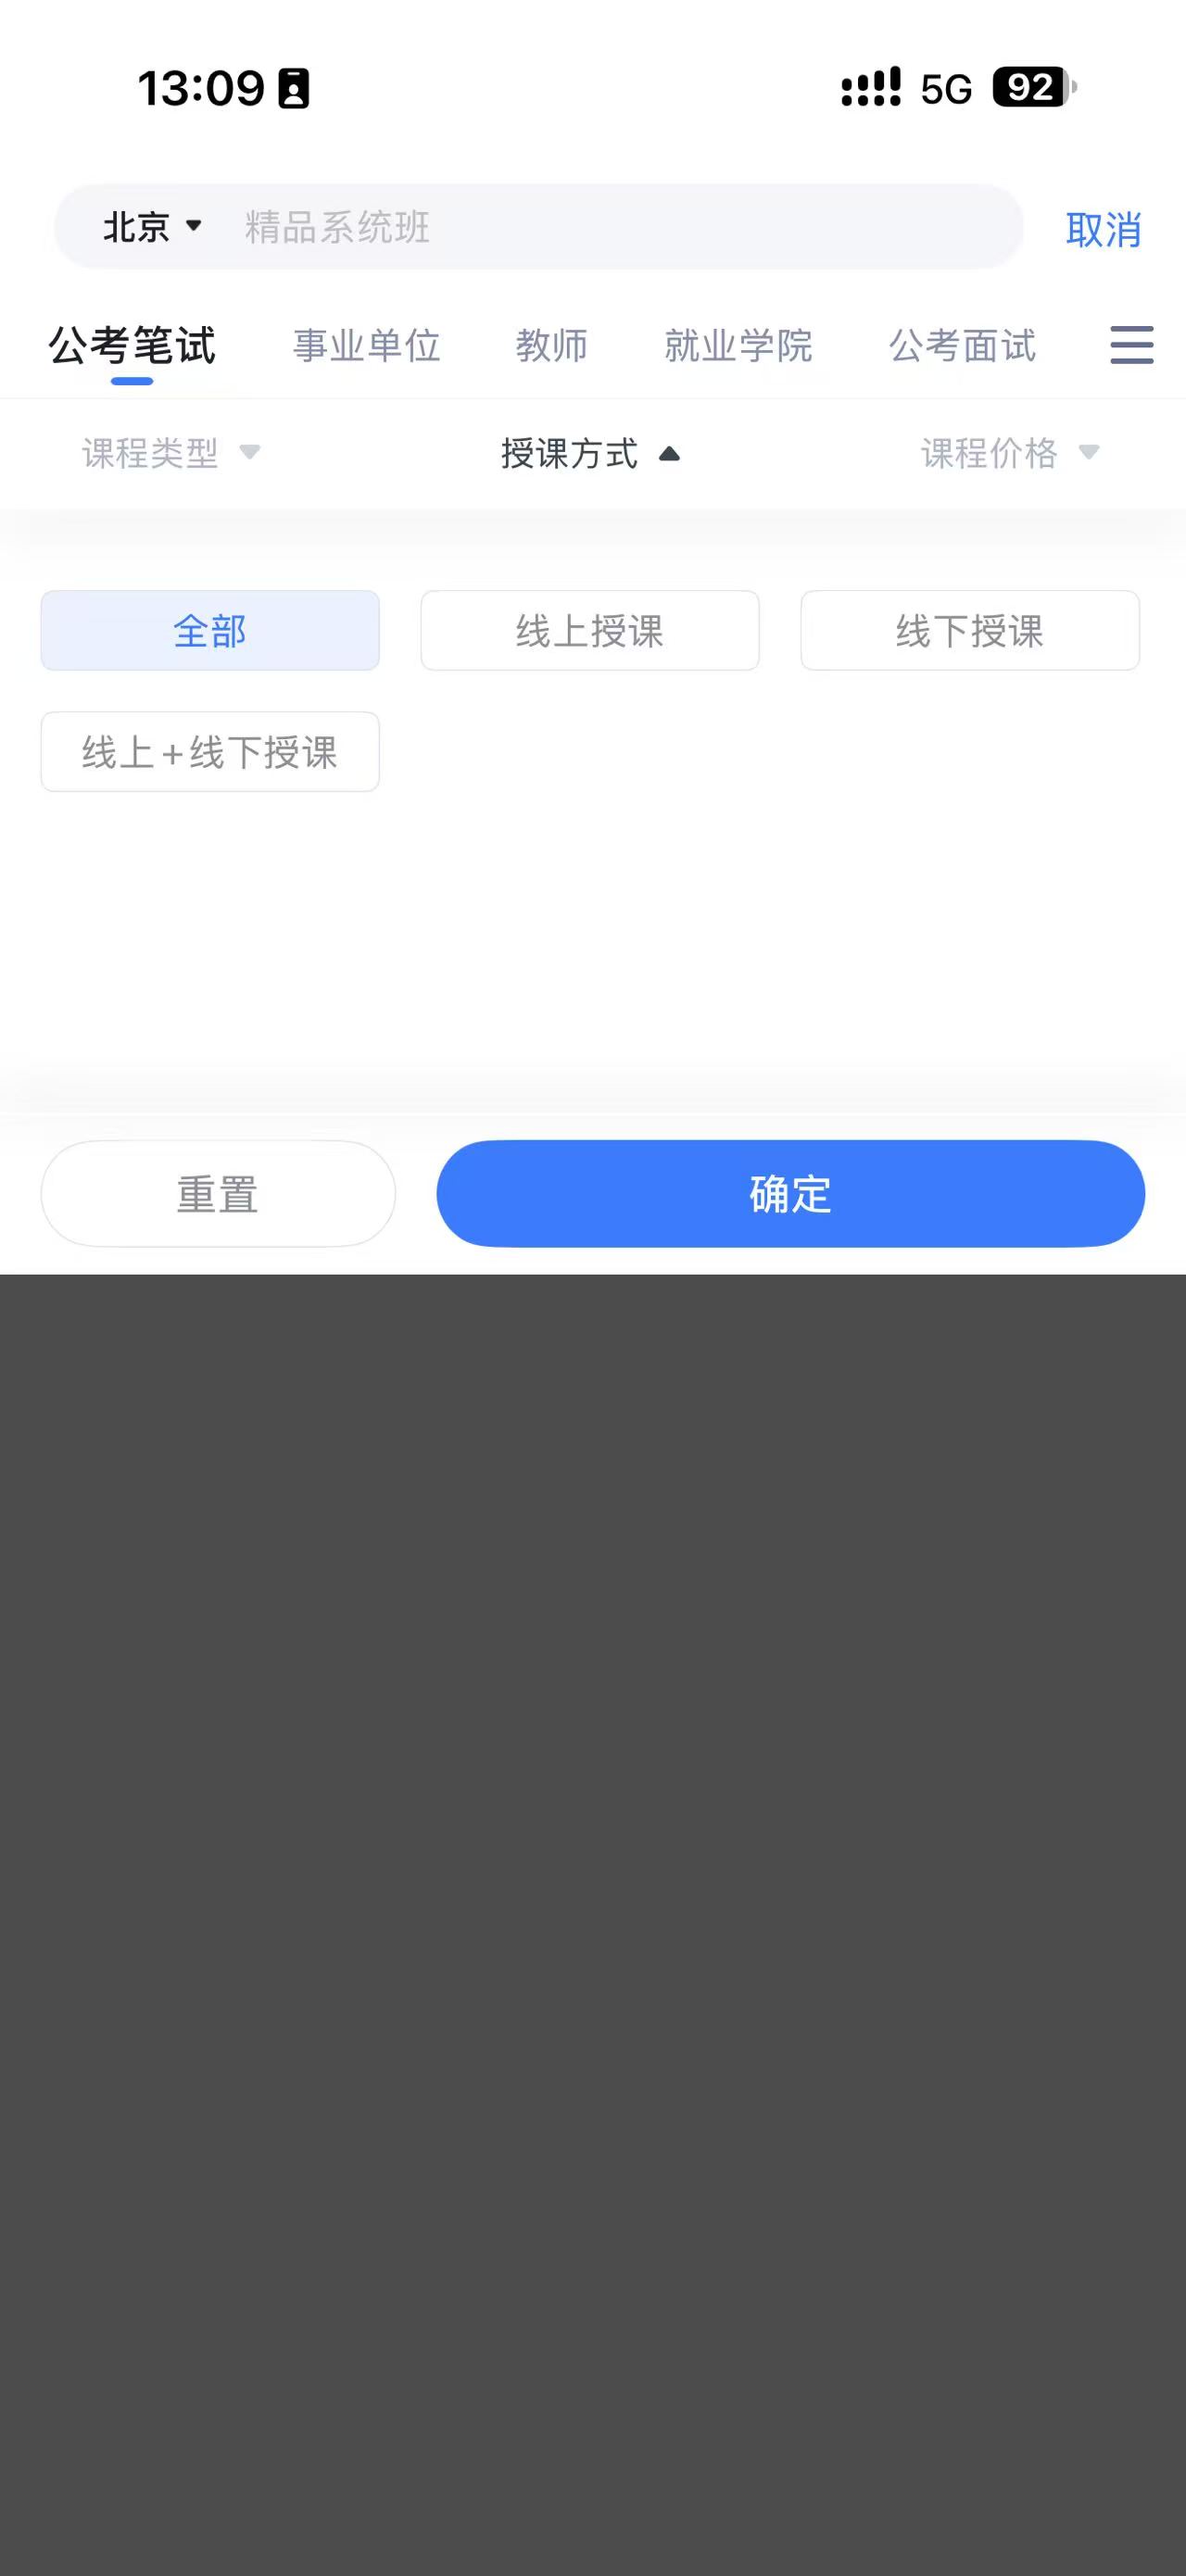 13:09 5G 92
北京 精品系统班 取消
公考笔试 事业单位 教师 就业学院 公考面试
课程类型 授课方式 课程价格
全部 线上授课 线下授课
线上+线下授课
重置 确定